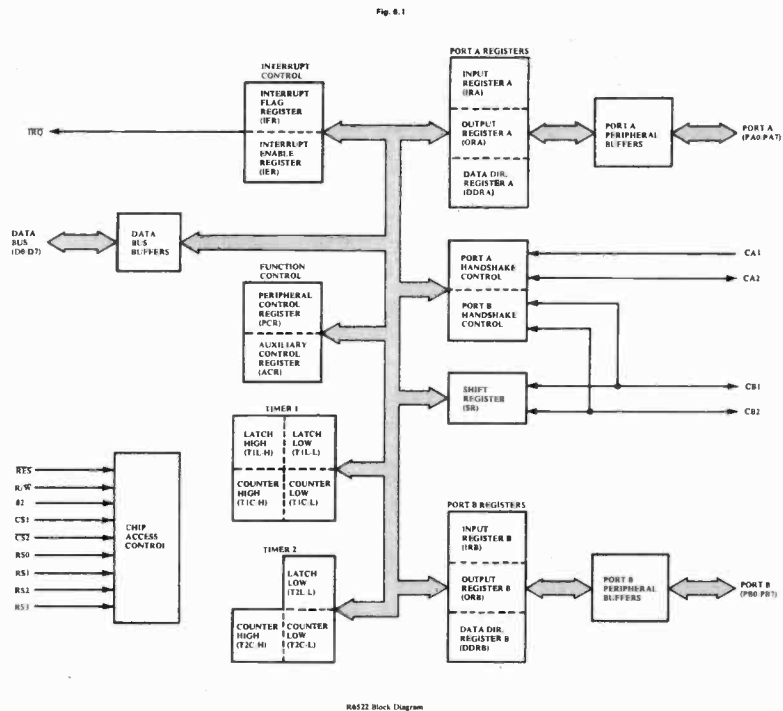 Fig. 6.1
PORT A REGISTERS
INTERRUPT
CONTROL
INTERRUPT
FLAG
REGISTER
(IFR)
INTERRUPT
ENABLE
REGISTER
(IER)
INPUT
REGISTER A
(IRA)
OUTPUT
REGISTER A
(ORA)
DATA DIR.
REGISTER A
(DDRA)
PORT A
PERIPHERAL
BUFFERS
PORT A
(PA0-PA7)
IRQ
DATA
BUS
(D0-D7)
DATA
BUS
BUFFERS
FUNCTION
CONTROL
PERIPHERAL
CONTROL
REGISTER
(PCR)
AUXILIARY
CONTROL
REGISTER
(ACR)
PORT A
HANDSHAKE
CONTROL
PORT B
HANDSHAKE
CONTROL
CA1
CA2
SHIFT
REGISTER
(SR)
CB1
CB2
TIMER 1
LATCH
HIGH
(T1L-H)
LATCH
LOW
(T1L-L)
COUNTER
HIGH
(T1C-H)
COUNTER
LOW
(T1C-L)
RES
R/W
CS1
CS2
RS0
RS1
RS2
RS3
CHIP
ACCESS
CONTROL
TIMER 2
LATCH
LOW
(T2L-L)
COUNTER
HIGH
(T2C-H)
COUNTER
LOW
(T2C-L)
PORT B REGISTERS
INPUT
REGISTER B
(IRB)
OUTPUT
REGISTER B
(ORB)
DATA DIR.
REGISTER B
(DDRB)
PORT B
PERIPHERAL
BUFFERS
PORT B
(PB0-PB7)
R6522 Block Diagram